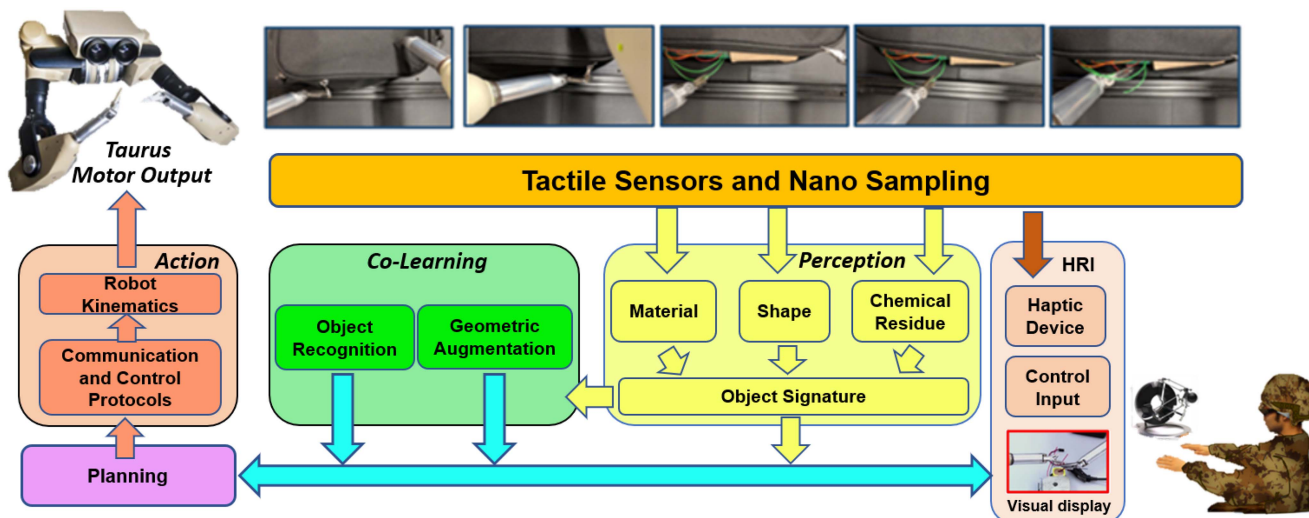 Taurus
Motor Output
Tactile Sensors and Nano Sampling
Action
Robot
Kinematics
Communication
and Control
Protocols
Planning
Co-Learning
Object
Recognition
Geometric
Augmentation
Perception
Material
Shape
Chemical
Residue
Object Signature
HRI
Haptic
Device
Control
Input
Visual display